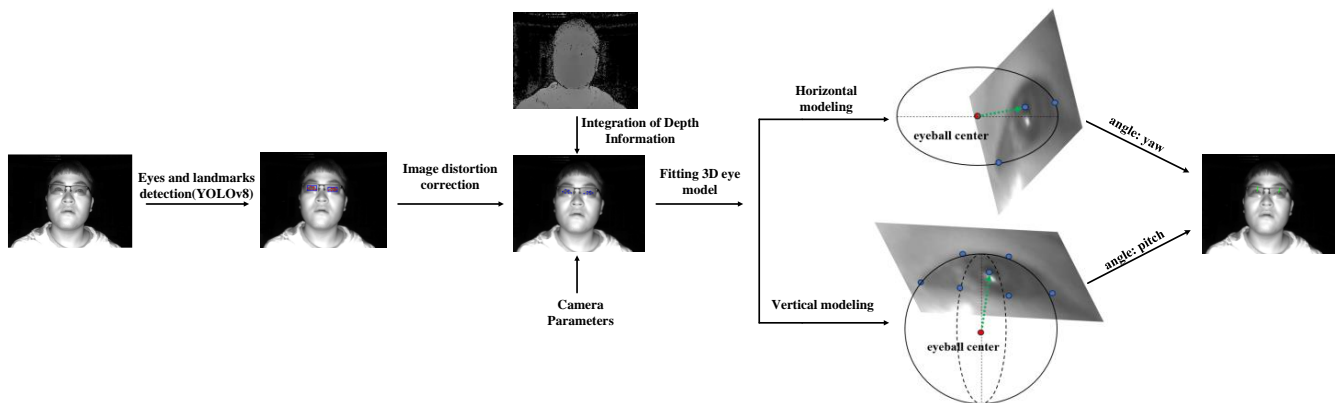 Eyes and landmarks
detection(YOLOv8)
Image distortion
correction
Integration of Depth
Information
Camera
Parameters
Fitting 3D eye
model
Horizontal
modeling
eyeball center
angle: yaw
Vertical modeling
eyeball center
angle: pitch